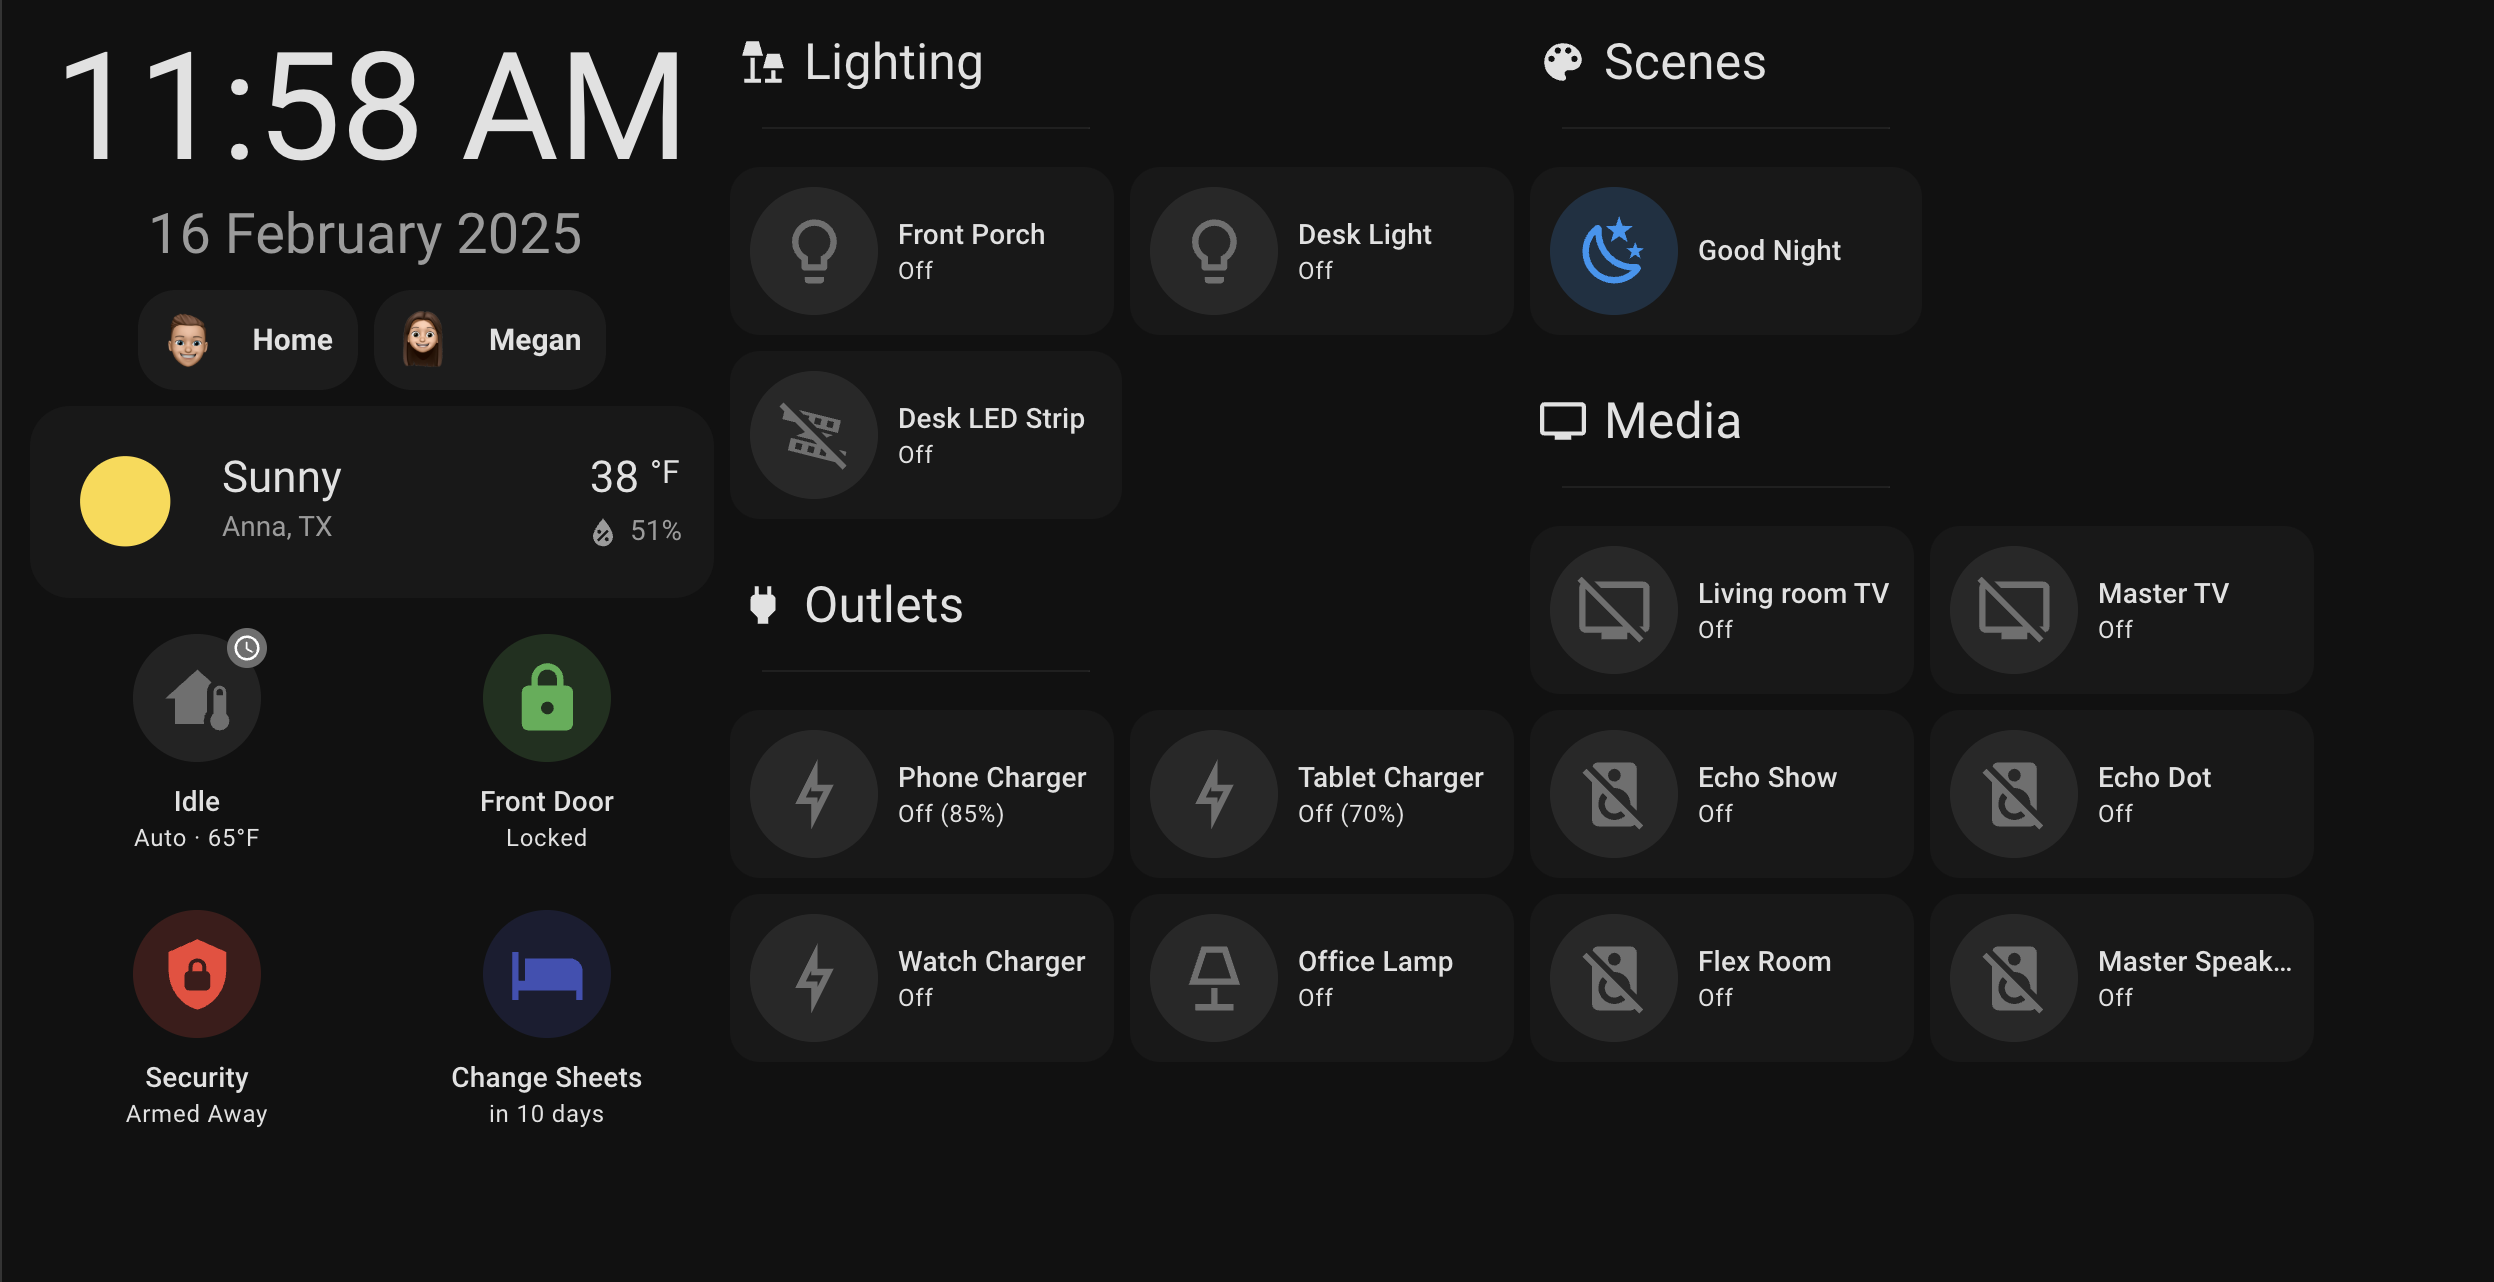 11:58 AM
16 February 2025
Home
Megan
Sunny
Anna, TX
38 °F
51%
Idle
Auto · 65°F
Front Door
Locked
Security
Armed Away
Change Sheets
in 10 days
Lighting
Front Porch
Off
Desk Light
Off
Desk LED Strip
Off
Outlets
Phone Charger
Off (85%)
Tablet Charger
Off (70%)
Watch Charger
Off
Office Lamp
Off
Scenes
Good Night
Media
Living room TV
Off
Master TV
Off
Echo Show
Off
Echo Dot
Off
Flex Room
Off
Master Speak...
Off